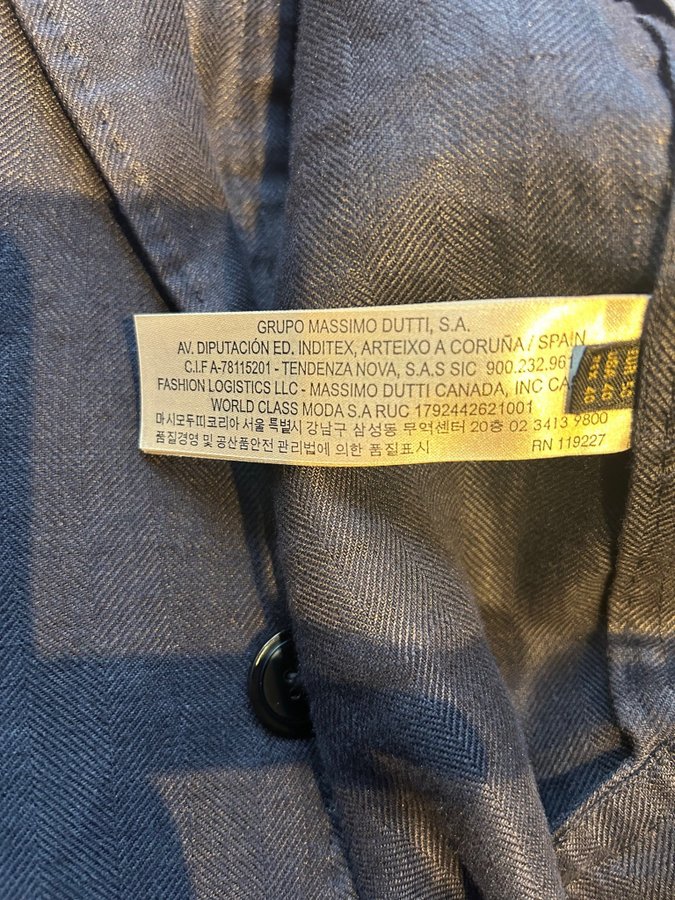 GRUPO MASSIMO DUTTI, S.A.
AV. DIPUTACIÓN ED. INDITEX, ARTEIXO A CORUÑA / SPAIN
C.I.F A-78115201 - TENDENZA NOVA, S.A.S SIC 900.232.961
FASHION LOGISTICS LLC - MASSIMO DUTTI CANADA, INC CA
WORLD CLASS MODA S.A RUC 1792442621001
마시모두띠코리아 서울 특별시 강남구 삼성동 무역센터 20층 02 3413 9800
품질경영 및 공산품안전 관리법에 의한 품질표시
RN 119227